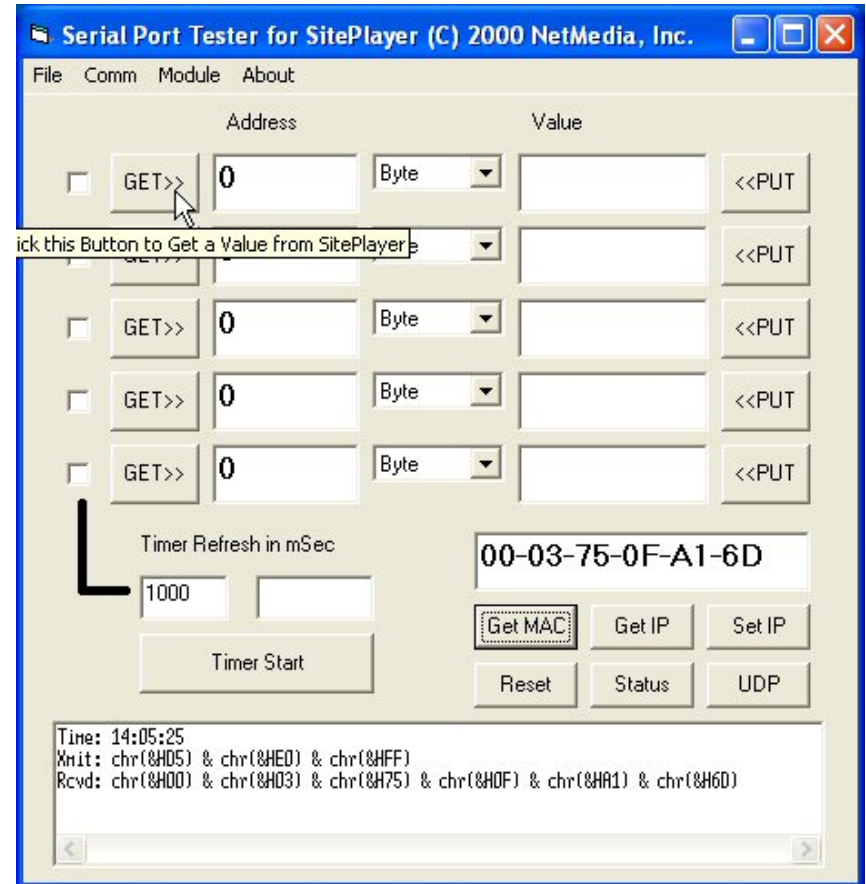 Serial Port Tester for SitePlayer (C) 2000 NetMedia, Inc.
File Comm Module About
Address Value
GET>> 0 Byte <<PUT
ick this Button to Get a Value from SitePlayer
<<PUT
GET>> 0 Byte <<PUT
GET>> 0 Byte <<PUT
GET>> 0 Byte <<PUT
Timer Refresh in mSec
00-03-75-0F-A1-6D
1000
Get MAC Get IP Set IP
Timer Start
Reset Status UDP
Time: 14:05:25
Xmit: chr(&HD5) & chr(&HE0) & chr(&HFF)
Rcvd: chr(&H00) & chr(&H03) & chr(&H75) & chr(&H0F) & chr(&HA1) & chr(&H6D)